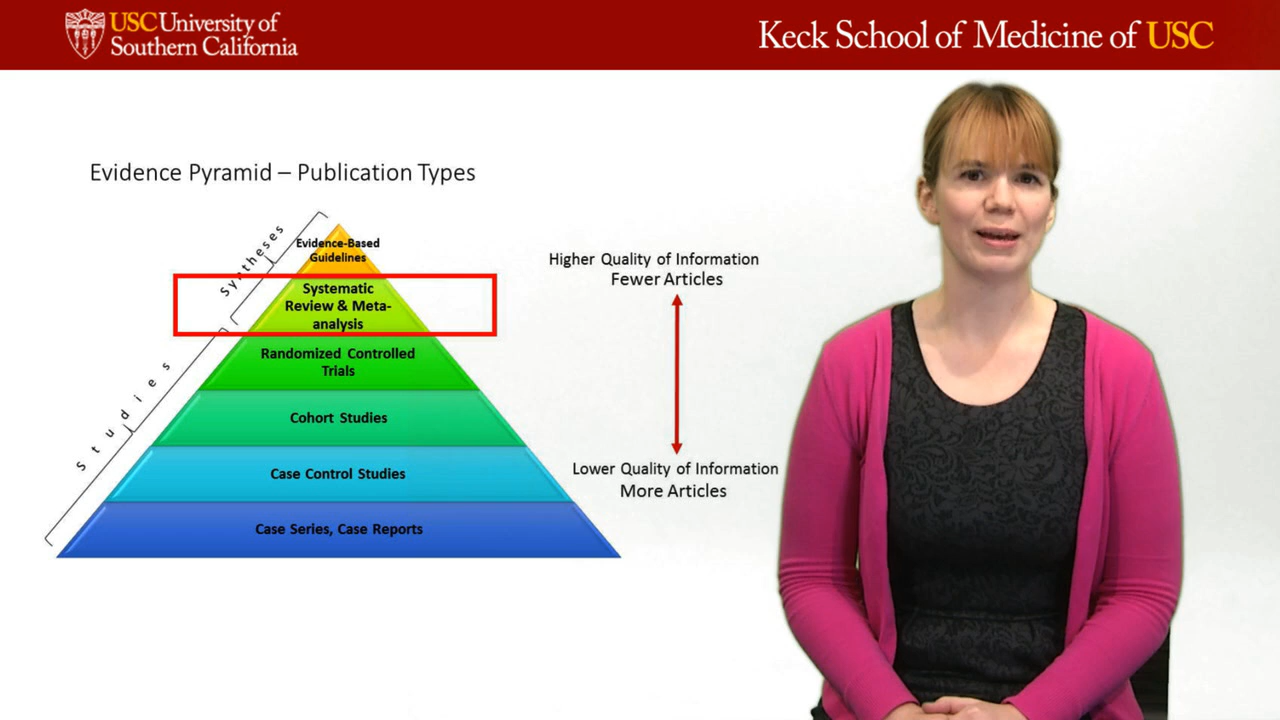 USC University of
Southern California
Keck School of Medicine of USC
Evidence Pyramid – Publication Types
Syntheses
Studies
Evidence-Based
Guidelines
Systematic
Review & Meta-
analysis
Randomized Controlled
Trials
Cohort Studies
Case Control Studies
Case Series, Case Reports
Higher Quality of Information
Fewer Articles
Lower Quality of Information
More Articles